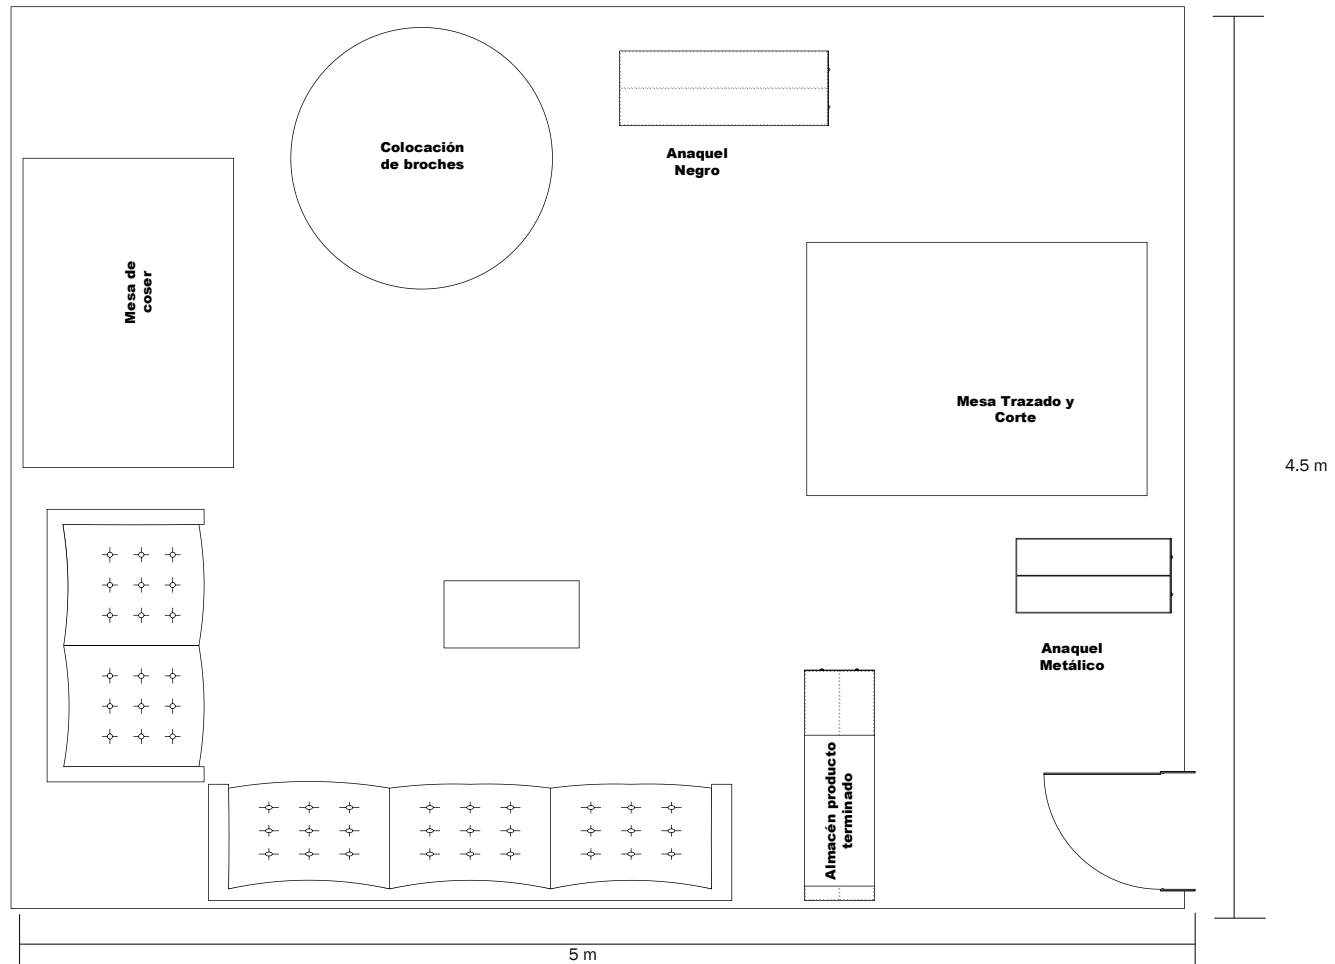 Colocación
de broches
Anaquel
Negro
Mesa de
coser
Mesa Trazado y
Corte
4.5 m
Anaquel
Metálico
Almacén producto
terminado
5 m